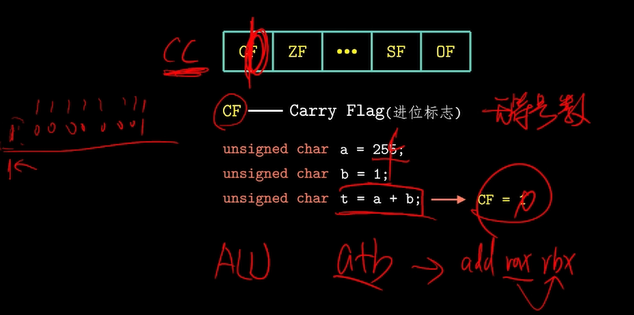 CC CF ZF ••• SF OF
11111111
00000001
1
CF —— Carry Flag(进位标志) 无符号数
unsigned char a = 255;
unsigned char b = 1;
unsigned char t = a + b; → CF = 1
ALU a+b → add rax rbx